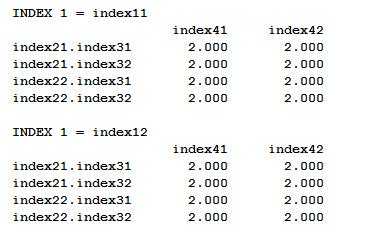 INDEX 1 = index11
index41 index42
index21.index31 2.000 2.000
index21.index32 2.000 2.000
index22.index31 2.000 2.000
index22.index32 2.000 2.000
INDEX 1 = index12
index41 index42
index21.index31 2.000 2.000
index21.index32 2.000 2.000
index22.index31 2.000 2.000
index22.index32 2.000 2.000